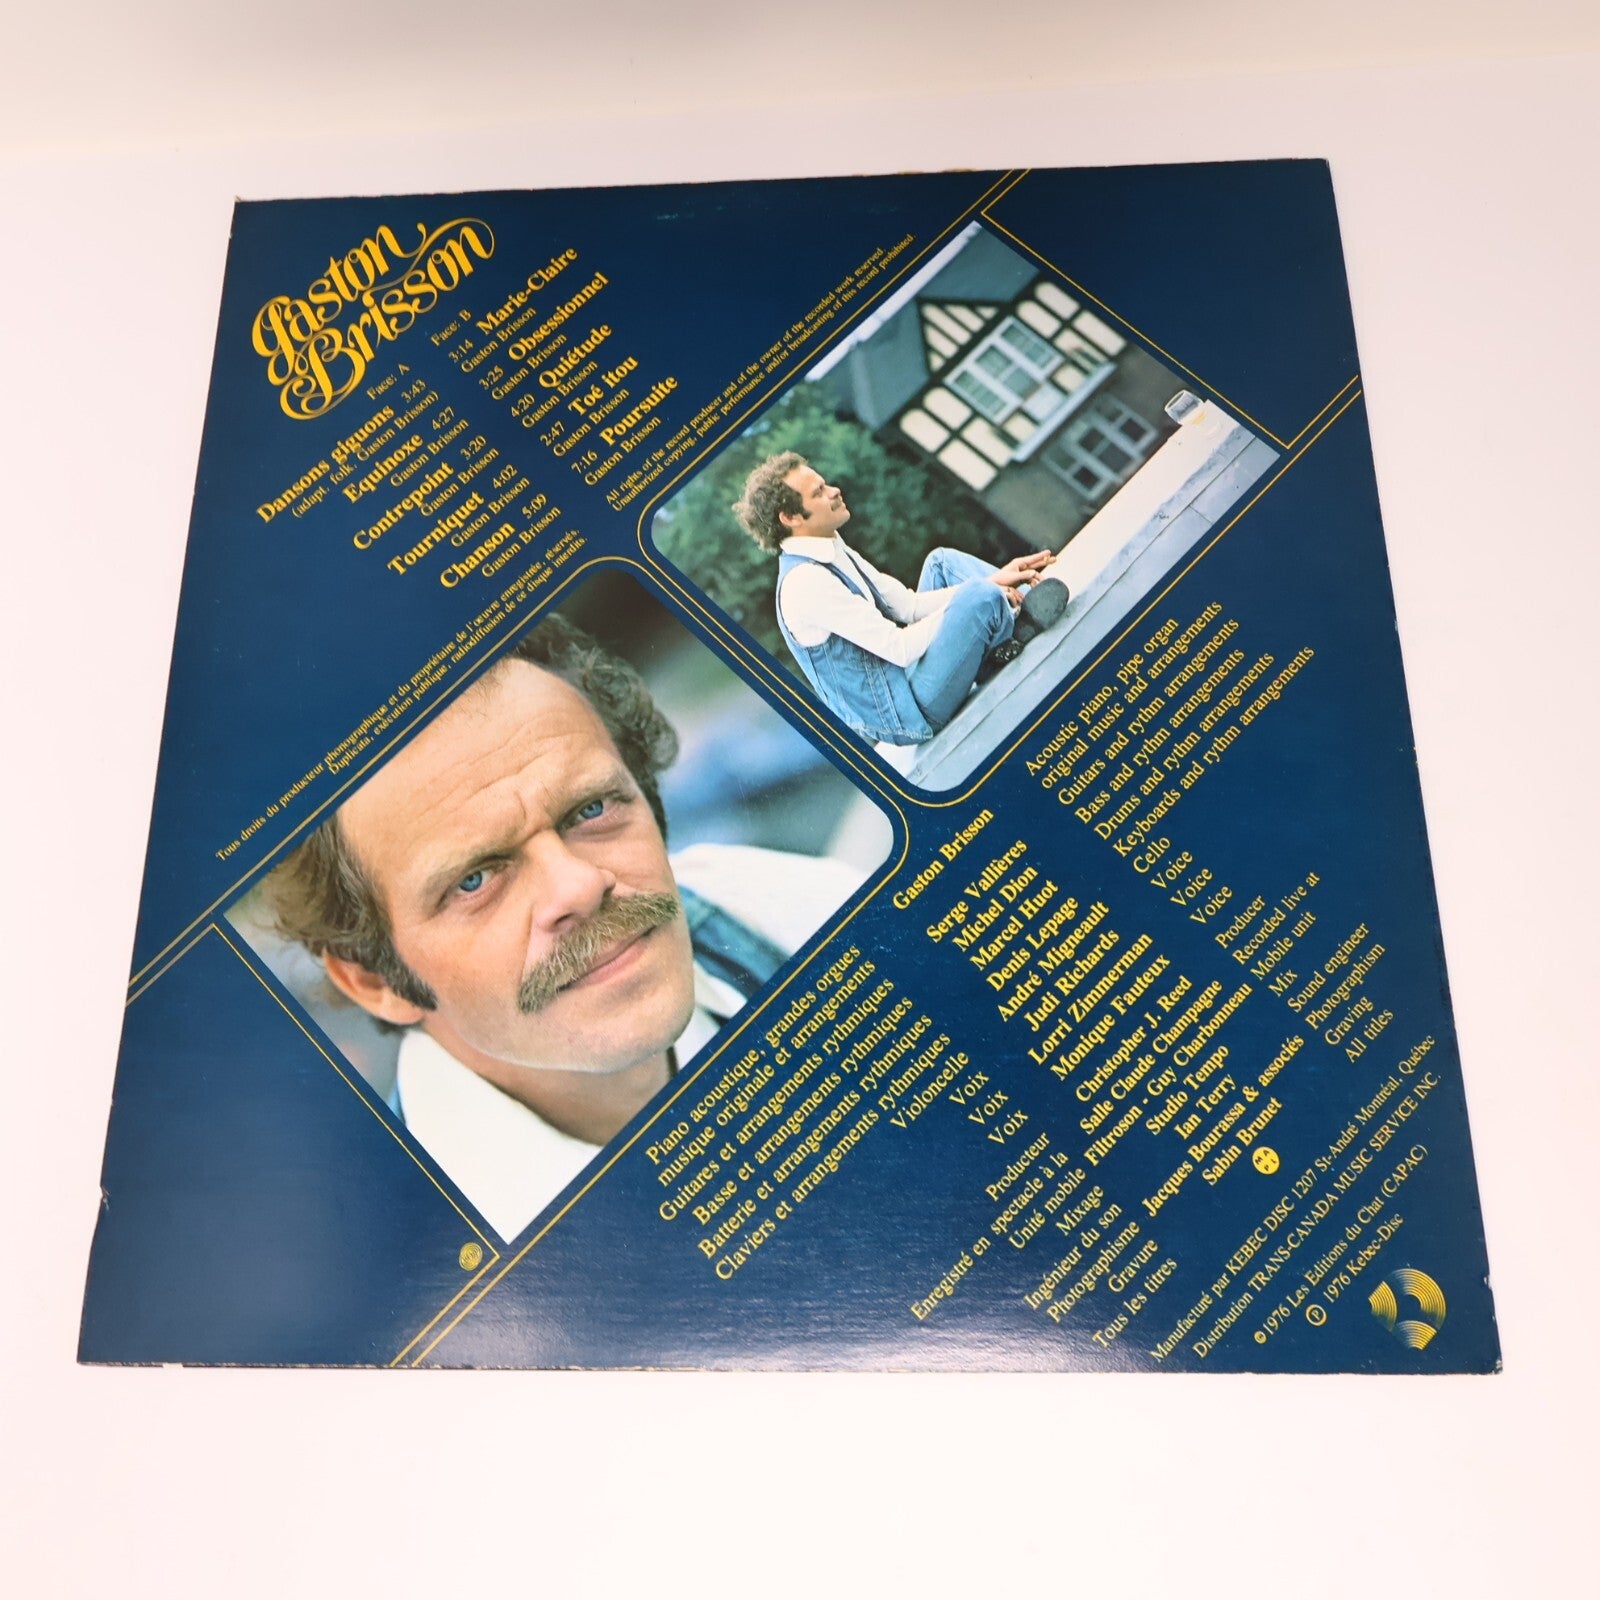 Gaston
Brisson
Face: A
Dansons giguons 3:43
(adapt. folk. Gaston Brisson)
Equinoxe 4:27
Gaston Brisson
Contrepoint 3:20
Gaston Brisson
Tourniquet 4:02
Gaston Brisson
Chanson 5:09
Gaston Brisson
Face: B
3:14 Marie-Claire
Gaston Brisson
3:25 Obsessionnel
Gaston Brisson
4:20 Quiétude
Gaston Brisson
2:47 Toé itou
Gaston Brisson
7:16 Poursuite
Gaston Brisson
Tous droits du producteur phonographique et du propriétaire de l'œuvre enregistrée, réservés.
Duplicata, exécution publique, radiodiffusion de ce disque interdits.
All rights of the record producer and of the owner of the recorded work reserved.
Unauthorized copying, public performance and/or broadcasting of this record prohibited.
Piano acoustique, grandes orgues
musique originale et arrangements
Guitares et arrangements rythmiques
Basse et arrangements rythmiques
Batterie et arrangements rythmiques
Claviers et arrangements rythmiques
Violoncelle
Voix
Voix
Voix
Producteur
Enregistré en spectacle à la
Unité mobile
Mixage
Ingénieur du son
Photographisme
Gravure
Tous les titres
Gaston Brisson
Serge Vallières
Michel Dion
Marcel Huot
Denis Lepage
André Migneault
Judi Richards
Lorri Zimmerman
Monique Fauteux
Christopher J. Reed
Salle Claude Champagne
Filtroson - Guy Charbonneau
Studio Tempo
Ian Terry
Jacques Bourassa & associés
Sabin Brunet
MAPL
Acoustic piano, pipe organ
original music and arrangements
Guitars and rythm arrangements
Bass and rythm arrangements
Drums and rythm arrangements
Keyboards and rythm arrangements
Cello
Voice
Voice
Voice
Producer
Recorded live at
Mobile unit
Mix
Sound engineer
Photographism
Graving
All titles
Manufacturé par KEBEC DISC 1207 St-André Montréal, Québec
Distribution TRANS-CANADA MUSIC SERVICE INC.
©1976 Les Editions du Chat (CAPAC)
℗ 1976 Kebec-Disc